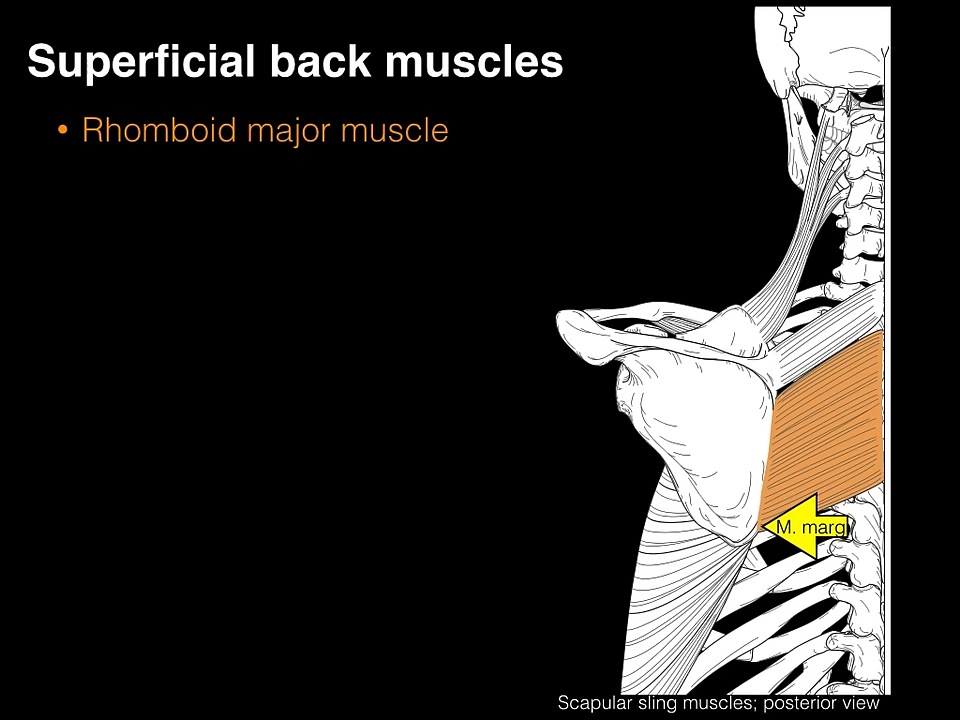 Superficial back muscles
• Rhomboid major muscle
M. marg
Scapular sling muscles; posterior view